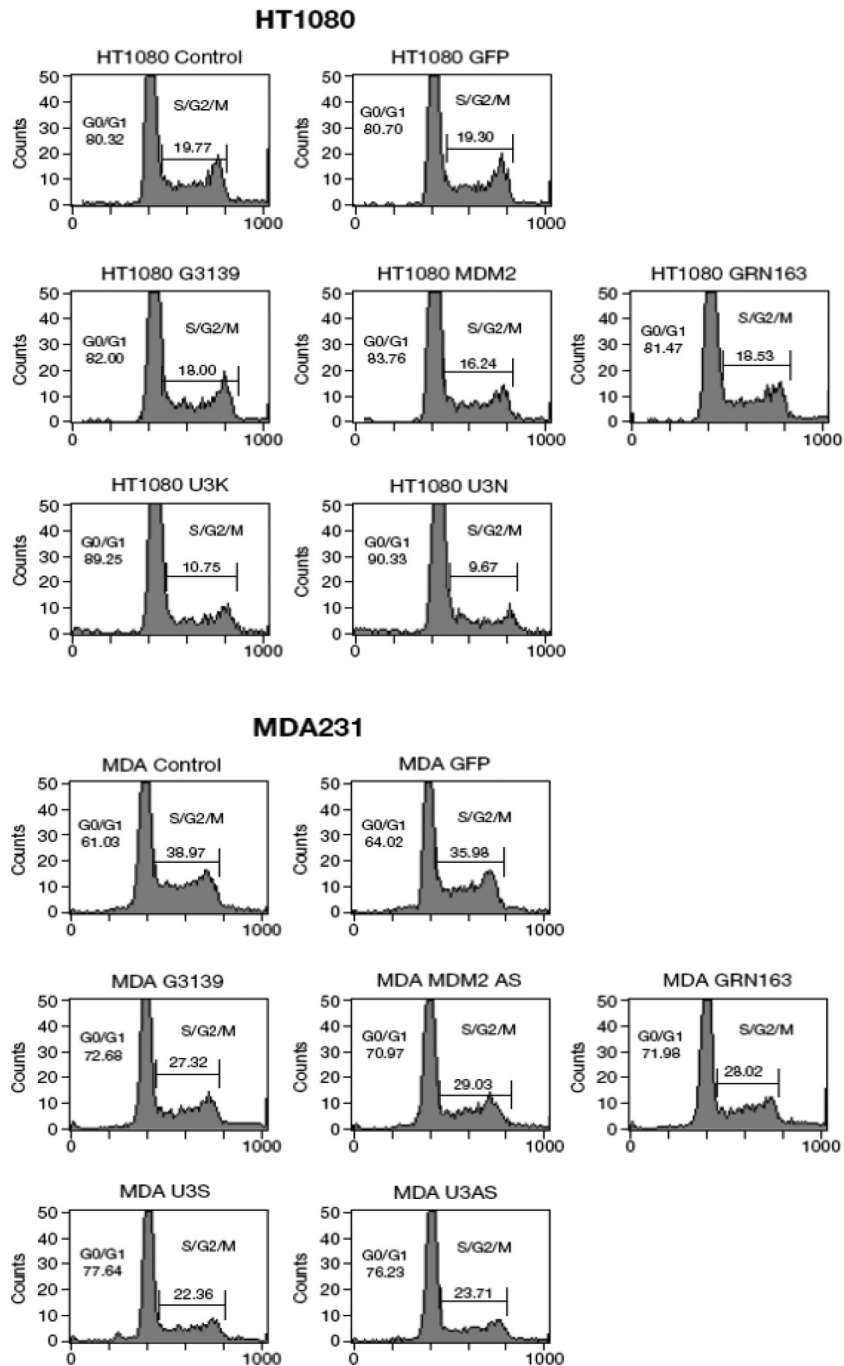 HT1080
HT1080 Control
50
40
30
20
10
0
Counts
G0/G1
80.32
S/G2/M
19.77
0
1000
HT1080 GFP
50
40
30
20
10
0
Counts
G0/G1
80.70
S/G2/M
19.30
0
1000
HT1080 G3139
50
40
30
20
10
0
Counts
G0/G1
82.00
S/G2/M
18.00
0
1000
HT1080 MDM2
50
40
30
20
10
0
Counts
G0/G1
83.76
S/G2/M
16.24
0
1000
HT1080 GRN163
50
40
30
20
10
0
Counts
G0/G1
81.47
S/G2/M
18.53
0
1000
HT1080 U3K
50
40
30
20
10
0
Counts
G0/G1
89.25
S/G2/M
10.75
0
1000
HT1080 U3N
50
40
30
20
10
0
Counts
G0/G1
90.33
S/G2/M
9.67
0
1000
MDA231
MDA Control
50
40
30
20
10
0
Counts
G0/G1
61.03
S/G2/M
38.97
0
1000
MDA GFP
50
40
30
20
10
0
Counts
G0/G1
64.02
S/G2/M
35.98
0
1000
MDA G3139
50
40
30
20
10
0
Counts
G0/G1
72.68
S/G2/M
27.32
0
1000
MDA MDM2 AS
50
40
30
20
10
0
Counts
G0/G1
70.97
S/G2/M
29.03
0
1000
MDA GRN163
50
40
30
20
10
0
Counts
G0/G1
71.98
S/G2/M
28.02
0
1000
MDA U3S
50
40
30
20
10
0
Counts
G0/G1
77.64
S/G2/M
22.36
0
1000
MDA U3AS
50
40
30
20
10
0
Counts
G0/G1
76.23
S/G2/M
23.71
0
1000